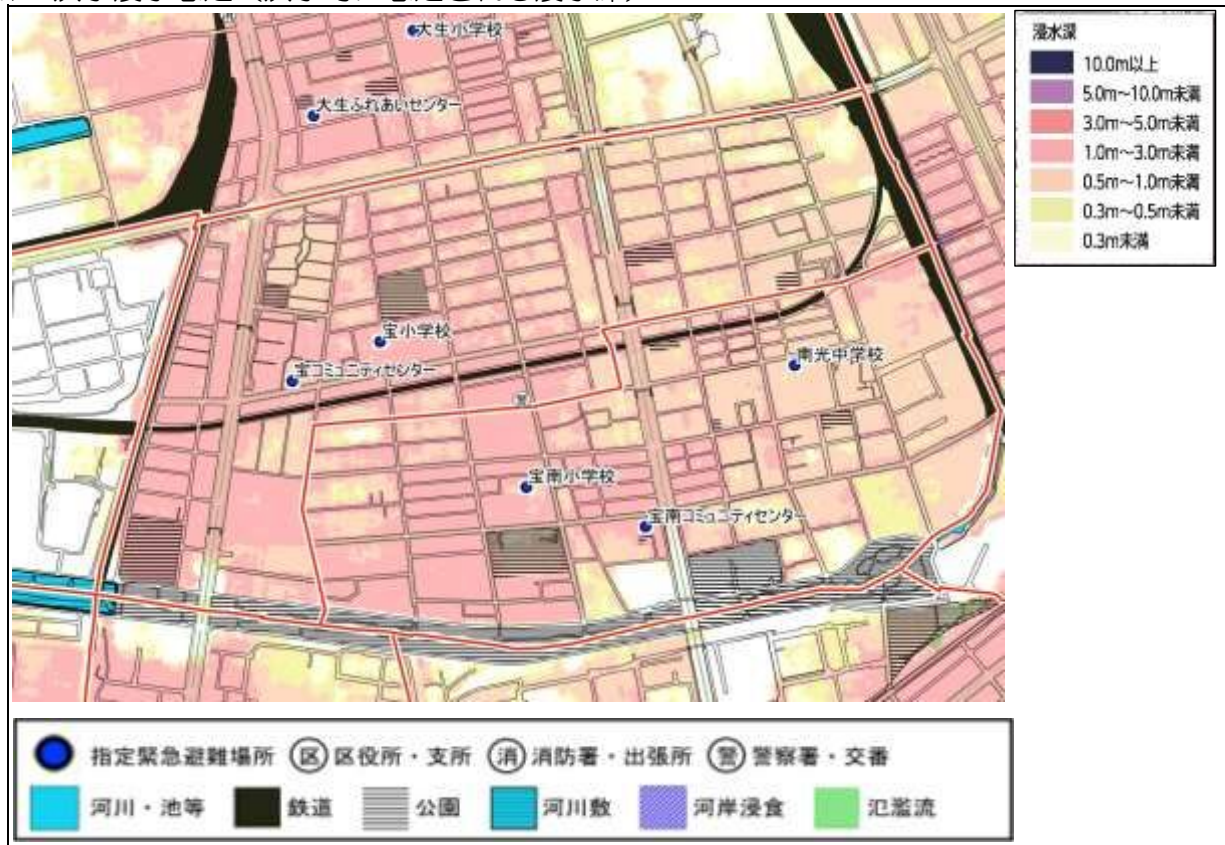 浸水深
10.0m以上
5.0m～10.0m未満
3.0m～5.0m未満
1.0m～3.0m未満
0.5m～1.0m未満
0.3m～0.5m未満
0.3m未満
大生小学校
大生ふれあいセンター
宝小学校
宝コミュニティセンター
南光中学校
警
宝南小学校
宝南コミュニティセンター
指定緊急避難場所 区 区役所・支所 消 消防署・出張所 警 警察署・交番
河川・池等 鉄道 公園 河川敷 河岸浸食 氾濫流